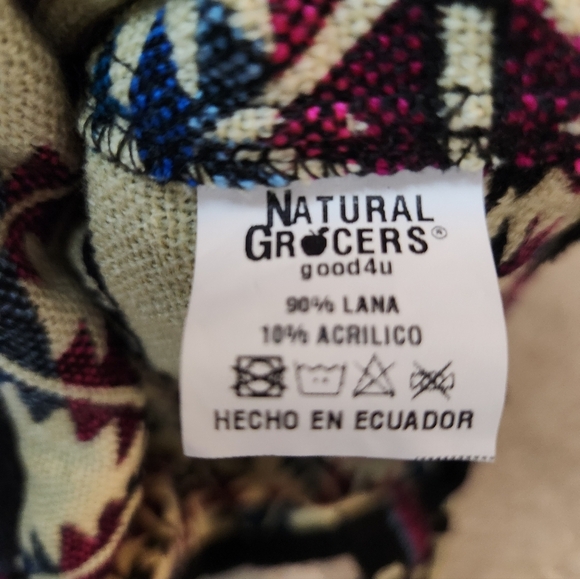 NATURAL
GROCERS®
good4u
90% LANA
10% ACRILICO
HECHO EN ECUADOR